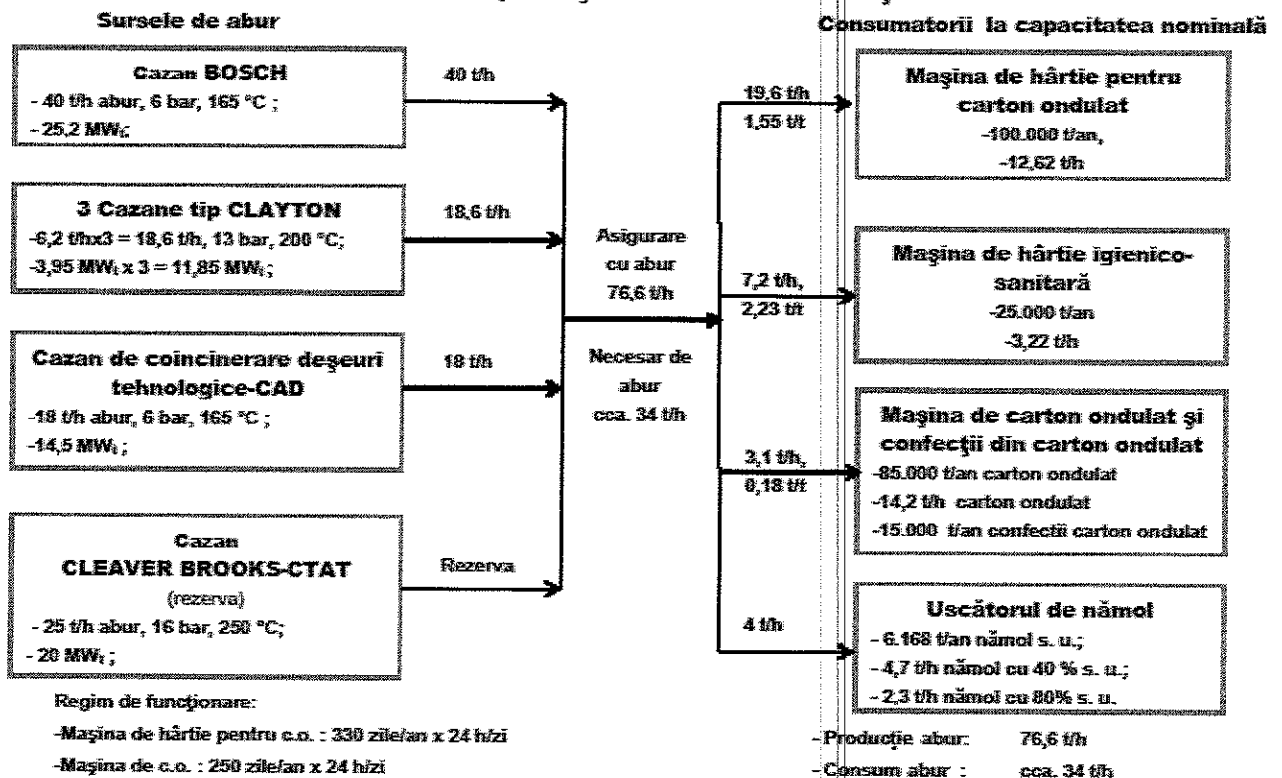 Sursele de abur
Consumatorii la capacitatea nominală
Cazan BOSCH
- 40 t/h abur, 6 bar, 165 °C ;
- 25,2 MWt;
40 t/h
3 Cazane tip CLAYTON
-6,2 t/hx3 = 18,6 t/h, 13 bar, 200 °C;
-3,95 MWt x 3 = 11,85 MWt ;
18,6 t/h
Cazan de coincinerare deşeuri
tehnologice-CAD
-18 t/h abur, 6 bar, 165 °C ;
-14,5 MWt ;
18 t/h
Cazan
CLEAVER BROOKS-CTAT
(rezerva)
- 25 t/h abur, 16 bar, 250 °C;
- 20 MWt ;
Rezerva
Asigurare
cu abur
76,6 t/h
Necesar de
abur
cca. 34 t/h
19,6 t/h
1,55 t/t
Maşina de hârtie pentru
carton ondulat
-100.000 t/an,
-12,62 t/h
7,2 t/h,
2,23 t/t
Maşina de hârtie igienico-
sanitară
-25.000 t/an
-3,22 t/h
3,1 t/h,
0,18 t/t
Maşina de carton ondulat şi
confecţii din carton ondulat
-85.000 t/an carton ondulat
-14,2 t/h carton ondulat
-15.000 t/an confectii carton ondulat
4 t/h
Uscătorul de nămol
- 6.168 t/an nămol s. u.;
- 4,7 t/h nămol cu 40 % s. u.;
- 2,3 t/h nămol cu 80% s. u.
Regim de funcţionare:
-Maşina de hârtie pentru c.o. : 330 zile/an x 24 h/zi
-Maşina de c.o. : 250 zile/an x 24 h/zi
- Producţie abur: 76,6 t/h
- Consum abur : cca. 34 t/h